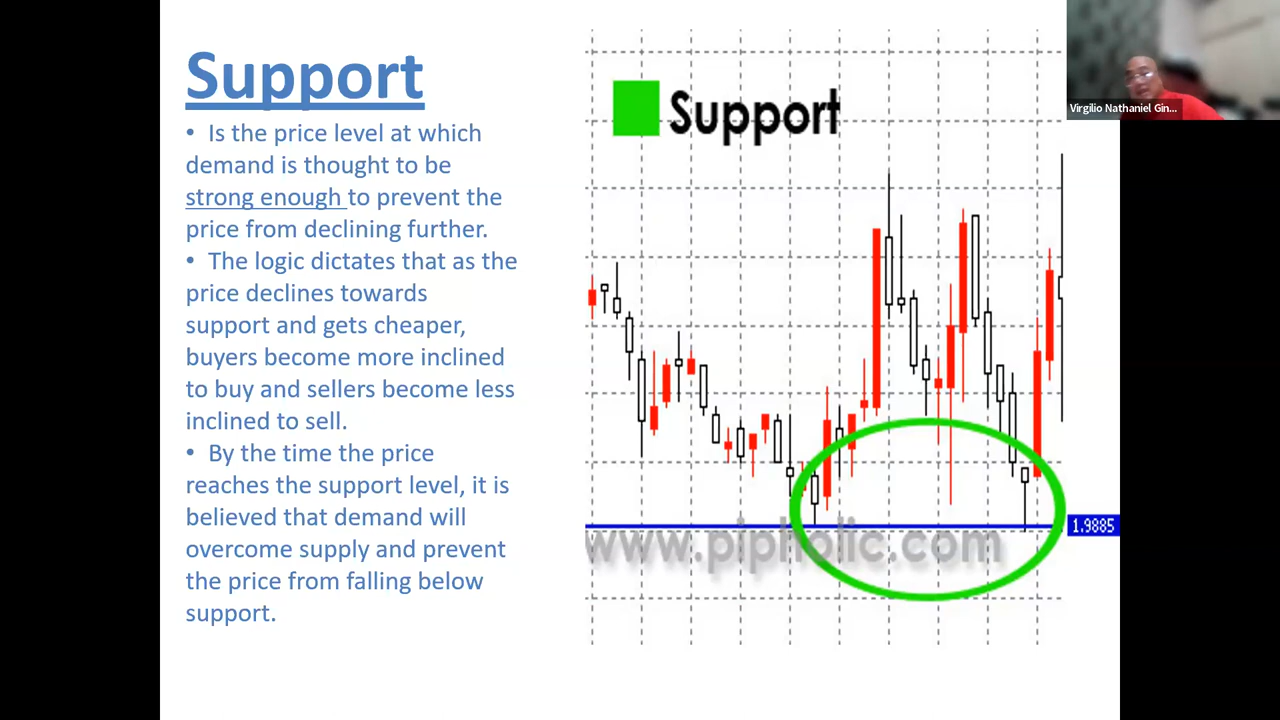 Support
• Is the price level at which
demand is thought to be
strong enough to prevent the
price from declining further.
• The logic dictates that as the
price declines towards
support and gets cheaper,
buyers become more inclined
to buy and sellers become less
inclined to sell.
• By the time the price
reaches the support level, it is
believed that demand will
overcome supply and prevent
the price from falling below
support.
Support
1.9885
www.pipholic.com
Virgilio Nathaniel Gin...